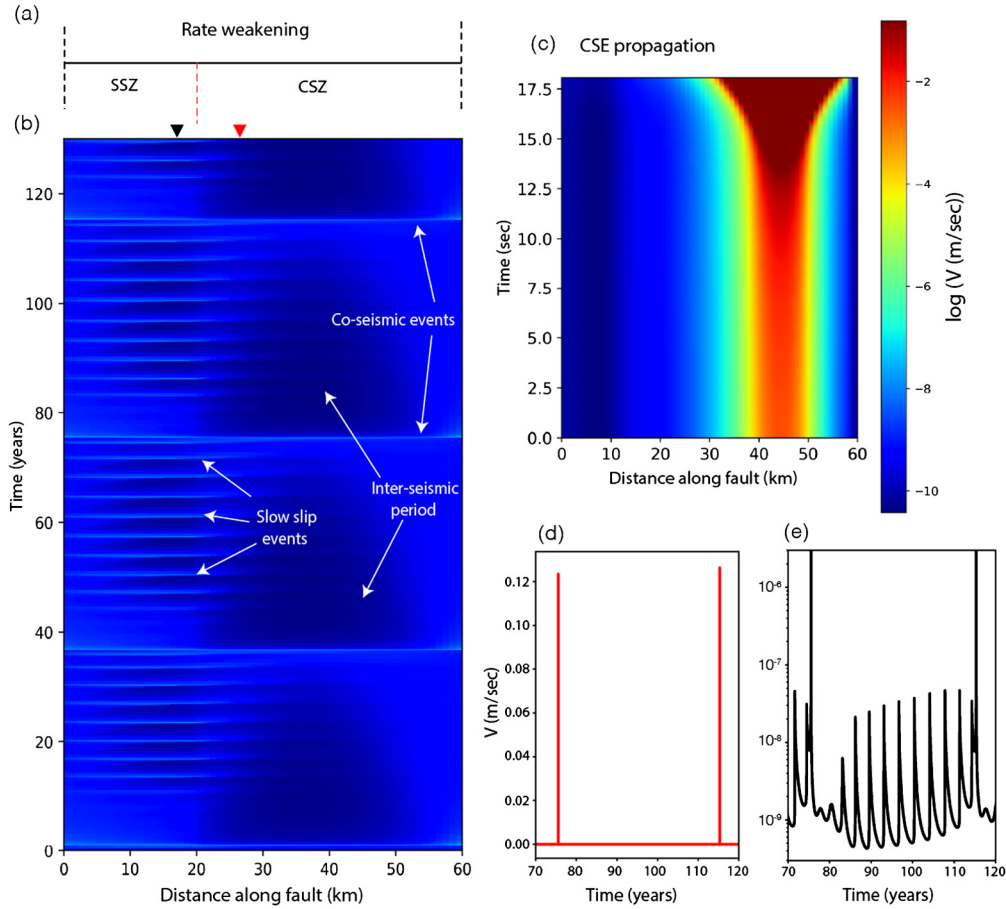 (a)
Rate weakening
SSZ
CSZ
(b)
120
100
80
60
40
20
0
Time (years)
Co-seismic events
Inter-seismic
period
Slow slip
events
0
10
20
30
40
50
60
Distance along fault (km)
(c) CSE propagation
17.5
15.0
12.5
10.0
7.5
5.0
2.5
0.0
Time (sec)
0
10
20
30
40
50
60
Distance along fault (km)
−2
−4
−6
−8
−10
log (V (m/sec))
(d)
0.12
0.10
0.08
0.06
0.04
0.02
0.00
V (m/sec)
70
80
90
100
110
120
Time (years)
(e)
10⁻⁶
10⁻⁷
10⁻⁸
10⁻⁹
70
80
90
100
110
120
Time (years)